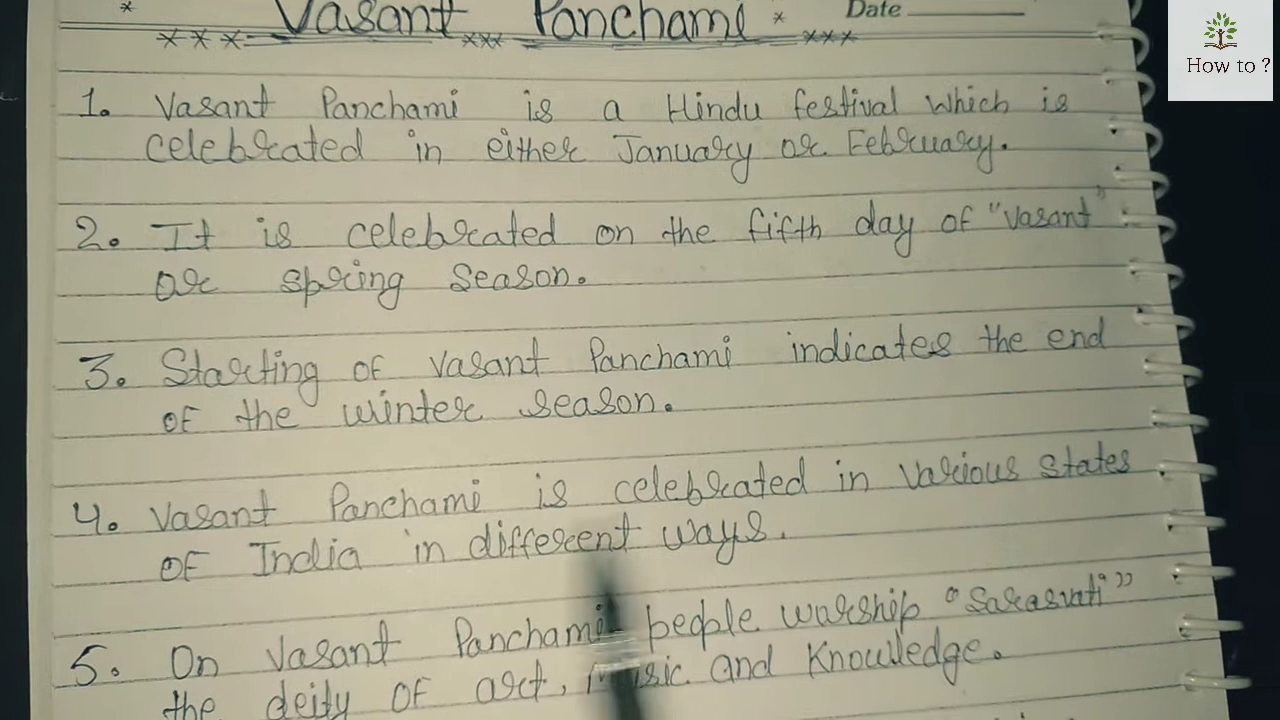 * Vasant Panchami * Date
*** *** ***
How to ?
1. Vasant Panchami is a Hindu festival which is
celebrated in either January or February.
2. It is celebrated on the fifth day of "Vasant"
or spring season.
3. Starting of Vasant Panchami indicates the end
of the winter season.
4. Vasant Panchami is celebrated in various states
of India in different ways.
5. On Vasant Panchami people warship "Sarasvati"
the deity of art, music and Knowledge.